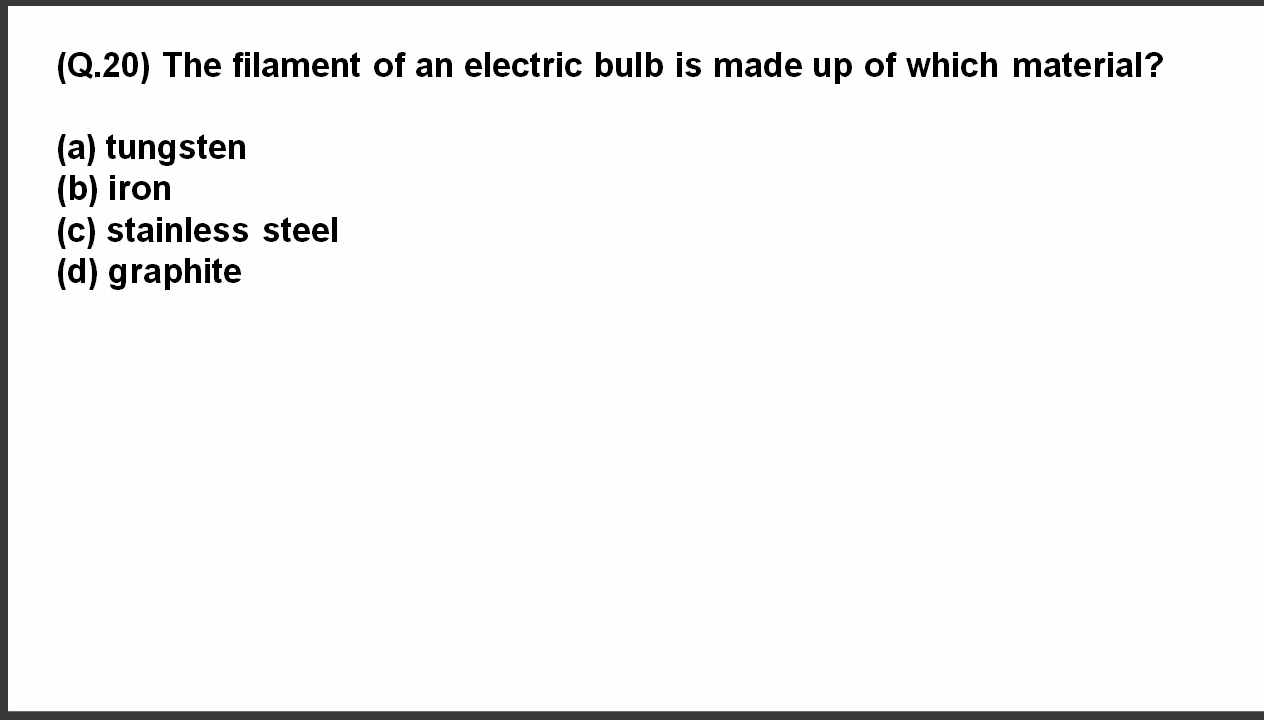 (Q.20) The filament of an electric bulb is made up of which material?
(a) tungsten
(b) iron
(c) stainless steel
(d) graphite